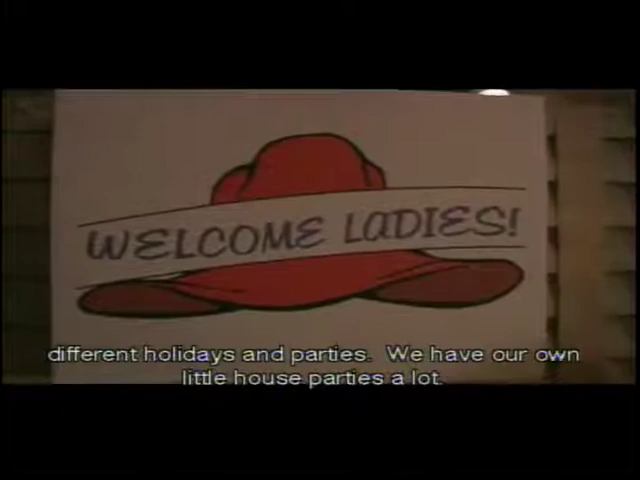 WELCOME LADIES!
different holidays and parties. We have our own
little house parties a lot.